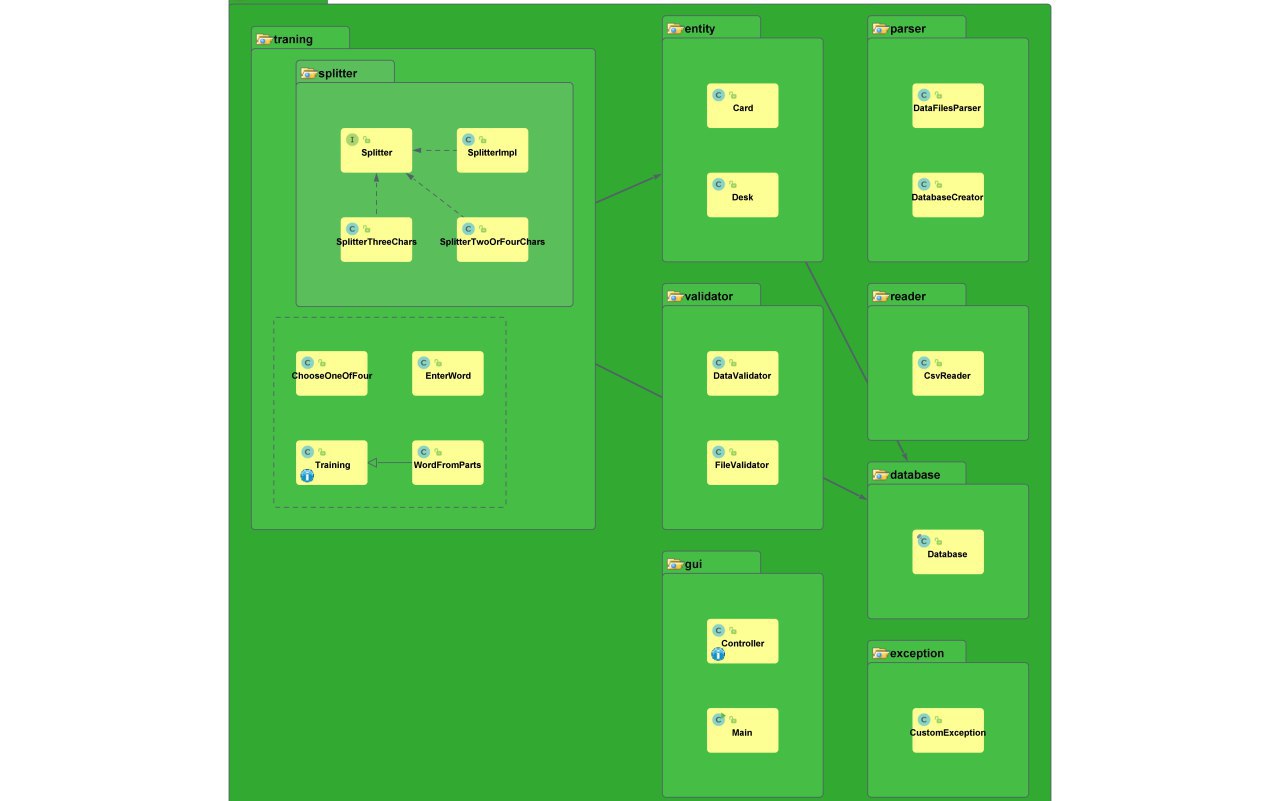 traning
splitter
I
Splitter
C
SplitterImpl
C
SplitterThreeChars
C
SplitterTwoOrFourChars
C
ChooseOneOfFour
C
EnterWord
C
Training
i
C
WordFromParts
entity
C
Card
C
Desk
validator
C
DataValidator
C
FileValidator
gui
C
Controller
i
C
Main
parser
C
DataFilesParser
C
DatabaseCreator
reader
C
CsvReader
database
C
Database
exception
C
CustomException